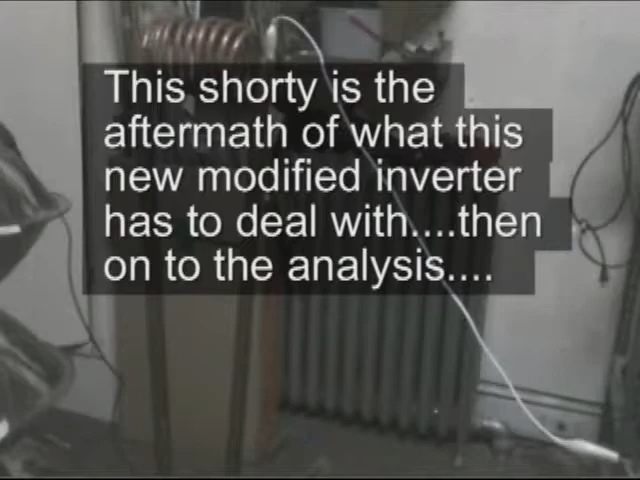 This shorty is the
aftermath of what this
new modified inverter
has to deal with....then
on to the analysis....